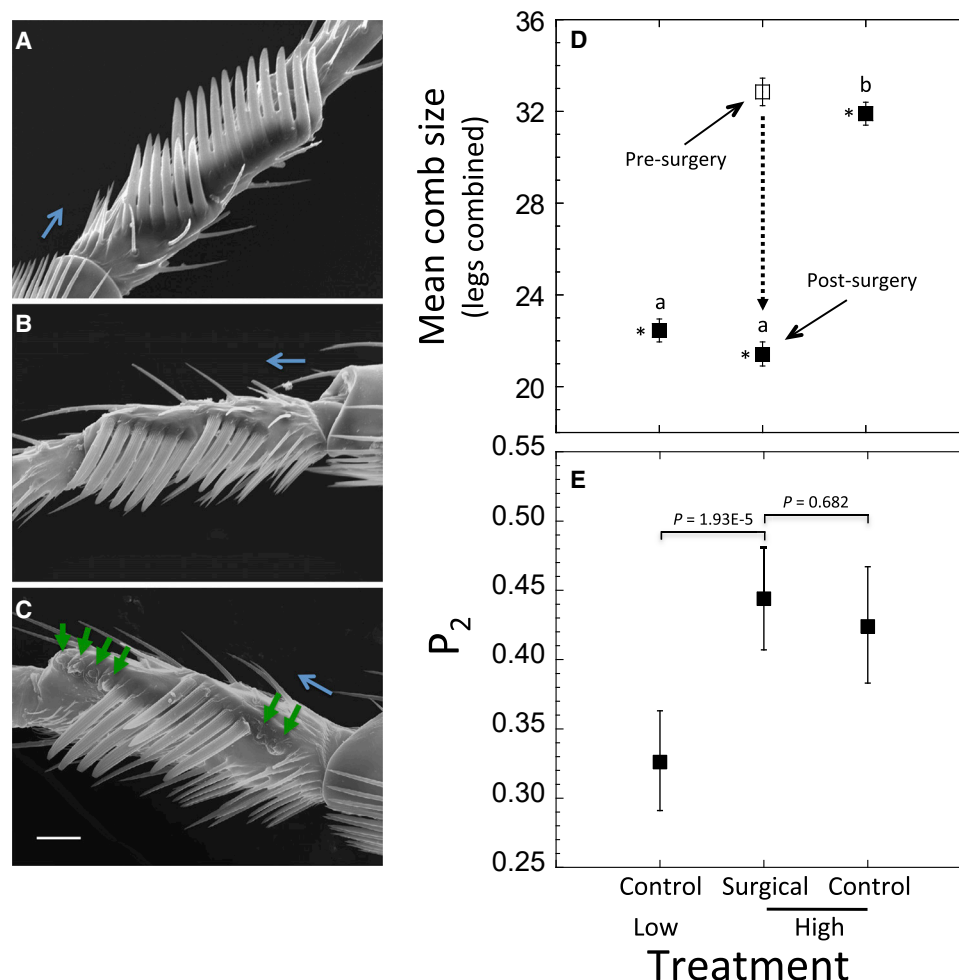 A
B
C
D
Mean comb size
(legs combined)
36
32
28
24
20
Pre-surgery
Post-surgery
a
*
a
*
b
*
E
P2
0.55
0.50
0.45
0.40
0.35
0.30
0.25
P = 1.93E-5
P = 0.682
Control Surgical Control
Low High
Treatment